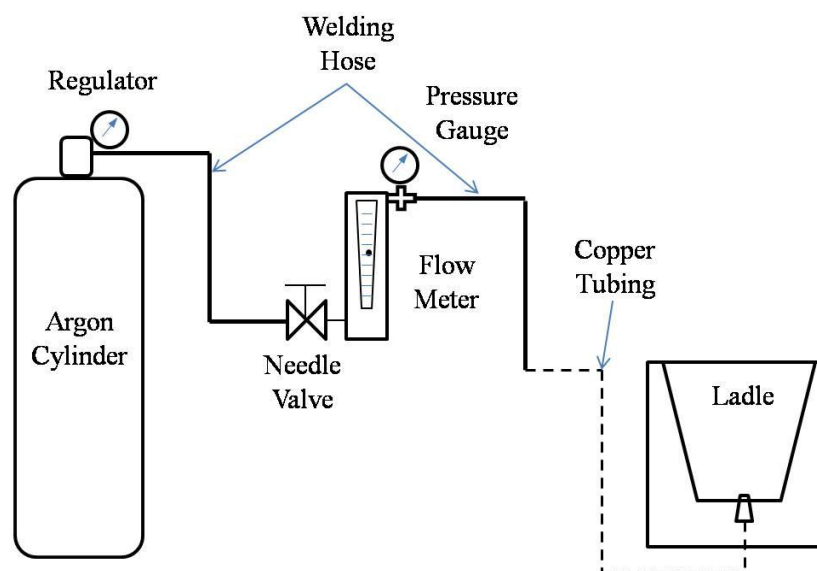 Welding
Hose
Regulator
Pressure
Gauge
Copper
Tubing
Flow
Meter
Argon
Cylinder
Needle
Valve
Ladle